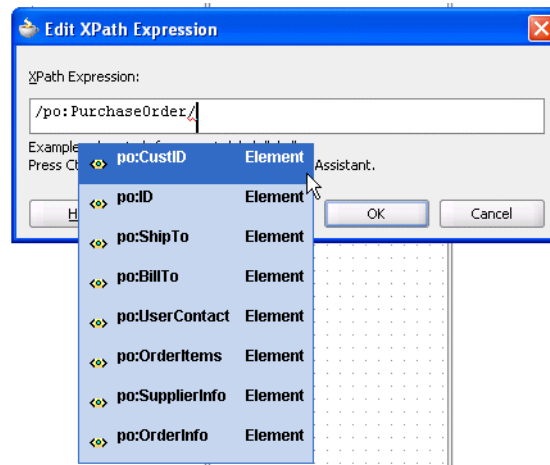 Edit XPath Expression
XPath Expression:
/po:PurchaseOrder/
Example
Press Ct Assistant.
po:CustID Element
po:ID Element
po:ShipTo Element
po:BillTo Element
po:UserContact Element
po:OrderItems Element
po:SupplierInfo Element
po:OrderInfo Element
H OK Cancel